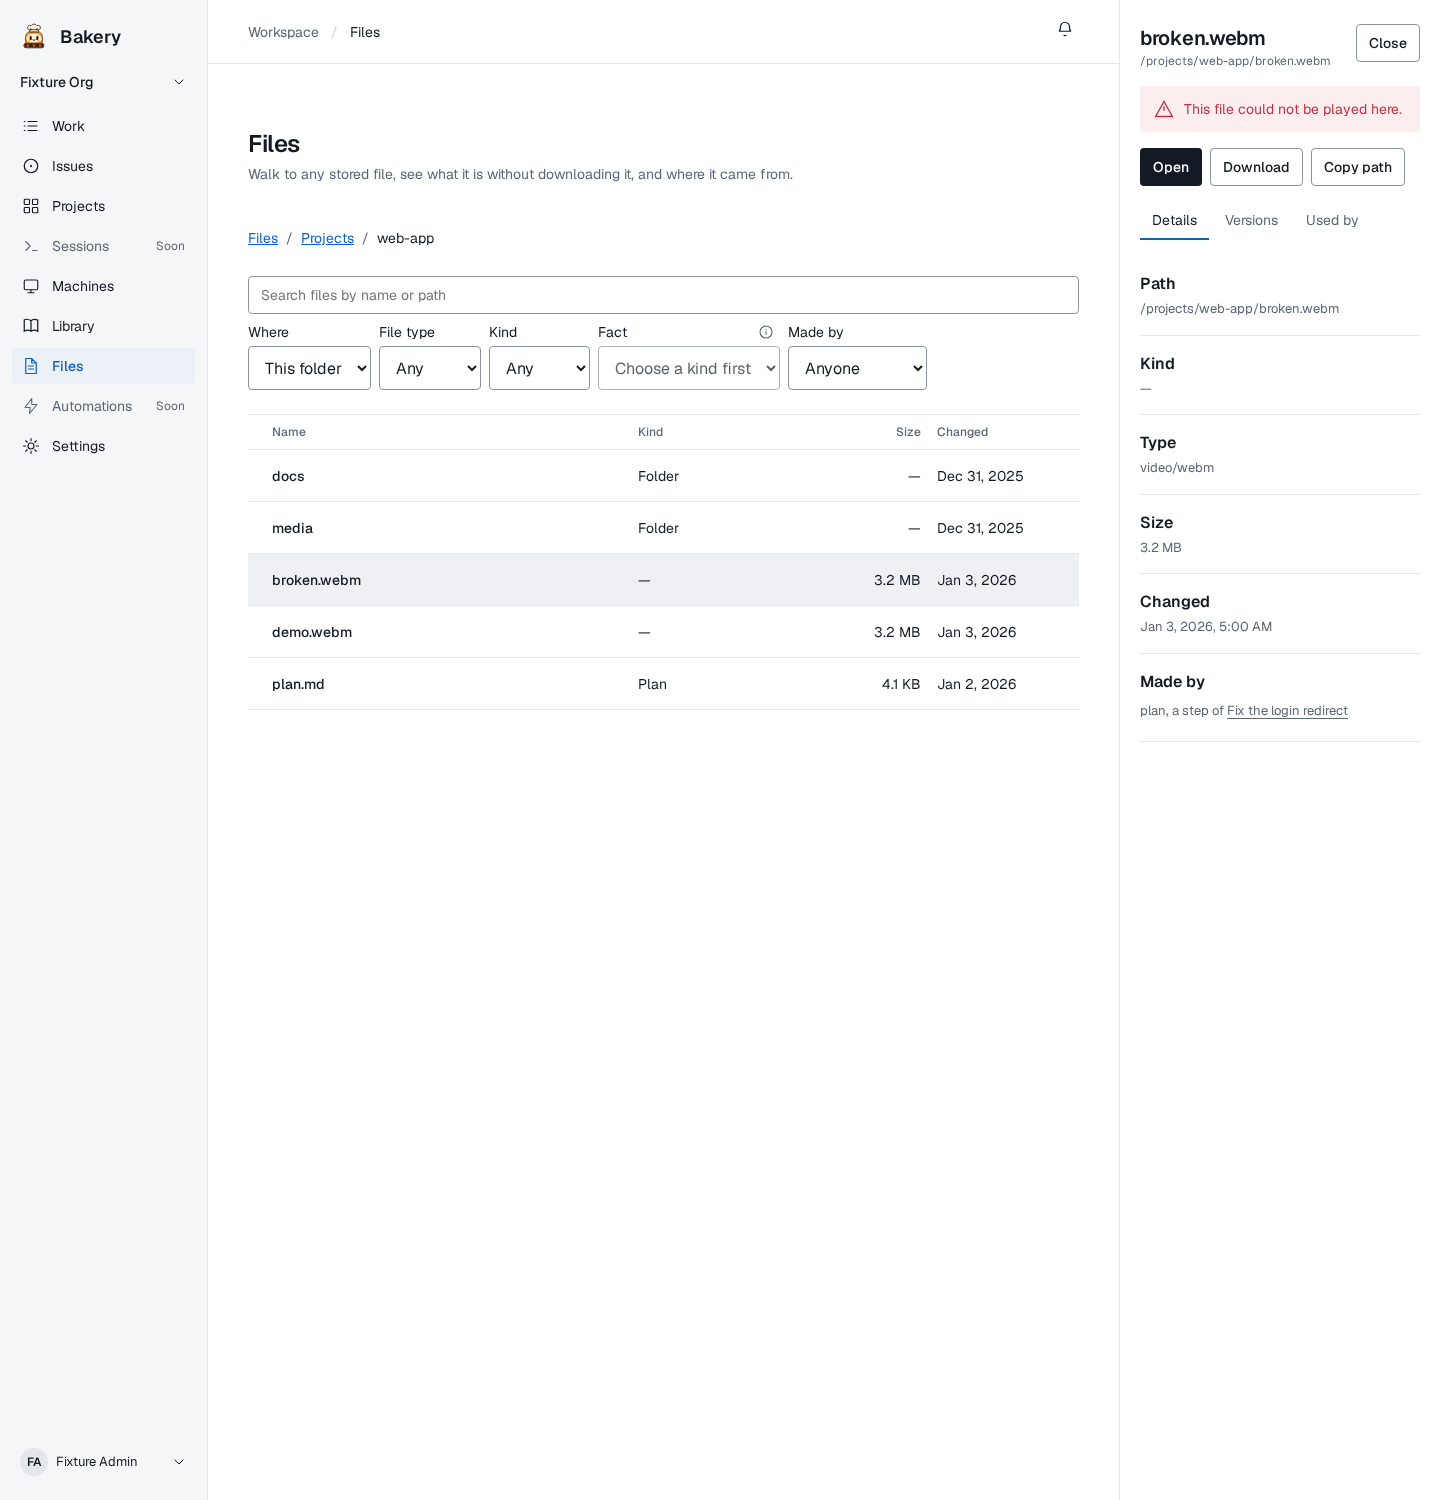 Bakery
Fixture Org
Work
Issues
Projects
Sessions Soon
Machines
Library
Files
Automations Soon
Settings
FA Fixture Admin
Workspace / Files
Files
Walk to any stored file, see what it is without downloading it, and where it came from.
Files / Projects / web-app
Search files by name or path
Where File type Kind Fact Made by
This folder Any Any Choose a kind first Anyone
Name Kind Size Changed
docs Folder — Dec 31, 2025
media Folder — Dec 31, 2025
broken.webm — 3.2 MB Jan 3, 2026
demo.webm — 3.2 MB Jan 3, 2026
plan.md Plan 4.1 KB Jan 2, 2026
broken.webm
/projects/web-app/broken.webm
Close
This file could not be played here.
Open Download Copy path
Details Versions Used by
Path
/projects/web-app/broken.webm
Kind
—
Type
video/webm
Size
3.2 MB
Changed
Jan 3, 2026, 5:00 AM
Made by
plan, a step of Fix the login redirect